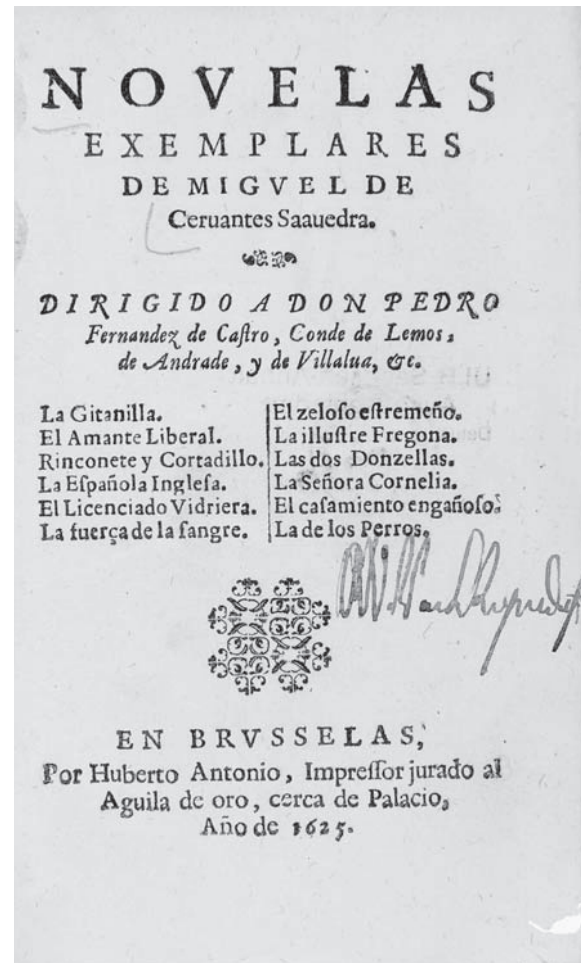 NOVELAS
EXEMPLARES
DE MIGVEL DE
Ceruantes Saauedra.
DIRIGIDO A DON PEDRO
Fernandez de Caſtro, Conde de Lemos,
de Andrade, y de Villalua, &c.
La Gitanilla.
El Amante Liberal.
Rinconete y Cortadillo.
La Eſpañola Ingleſa.
El Licenciado Vidriera.
La fuerça de la ſangre.
El zeloſo eſtremeño.
La illuſtre Fregona.
Las dos Donzellas.
La Señora Cornelia.
El caſamiento engañoſo.
La de los Perros.
EN BRVSSELAS,
Por Huberto Antonio, Impreſſor jurado al
Aguila de oro, cerca de Palacio,
Año de 1625.